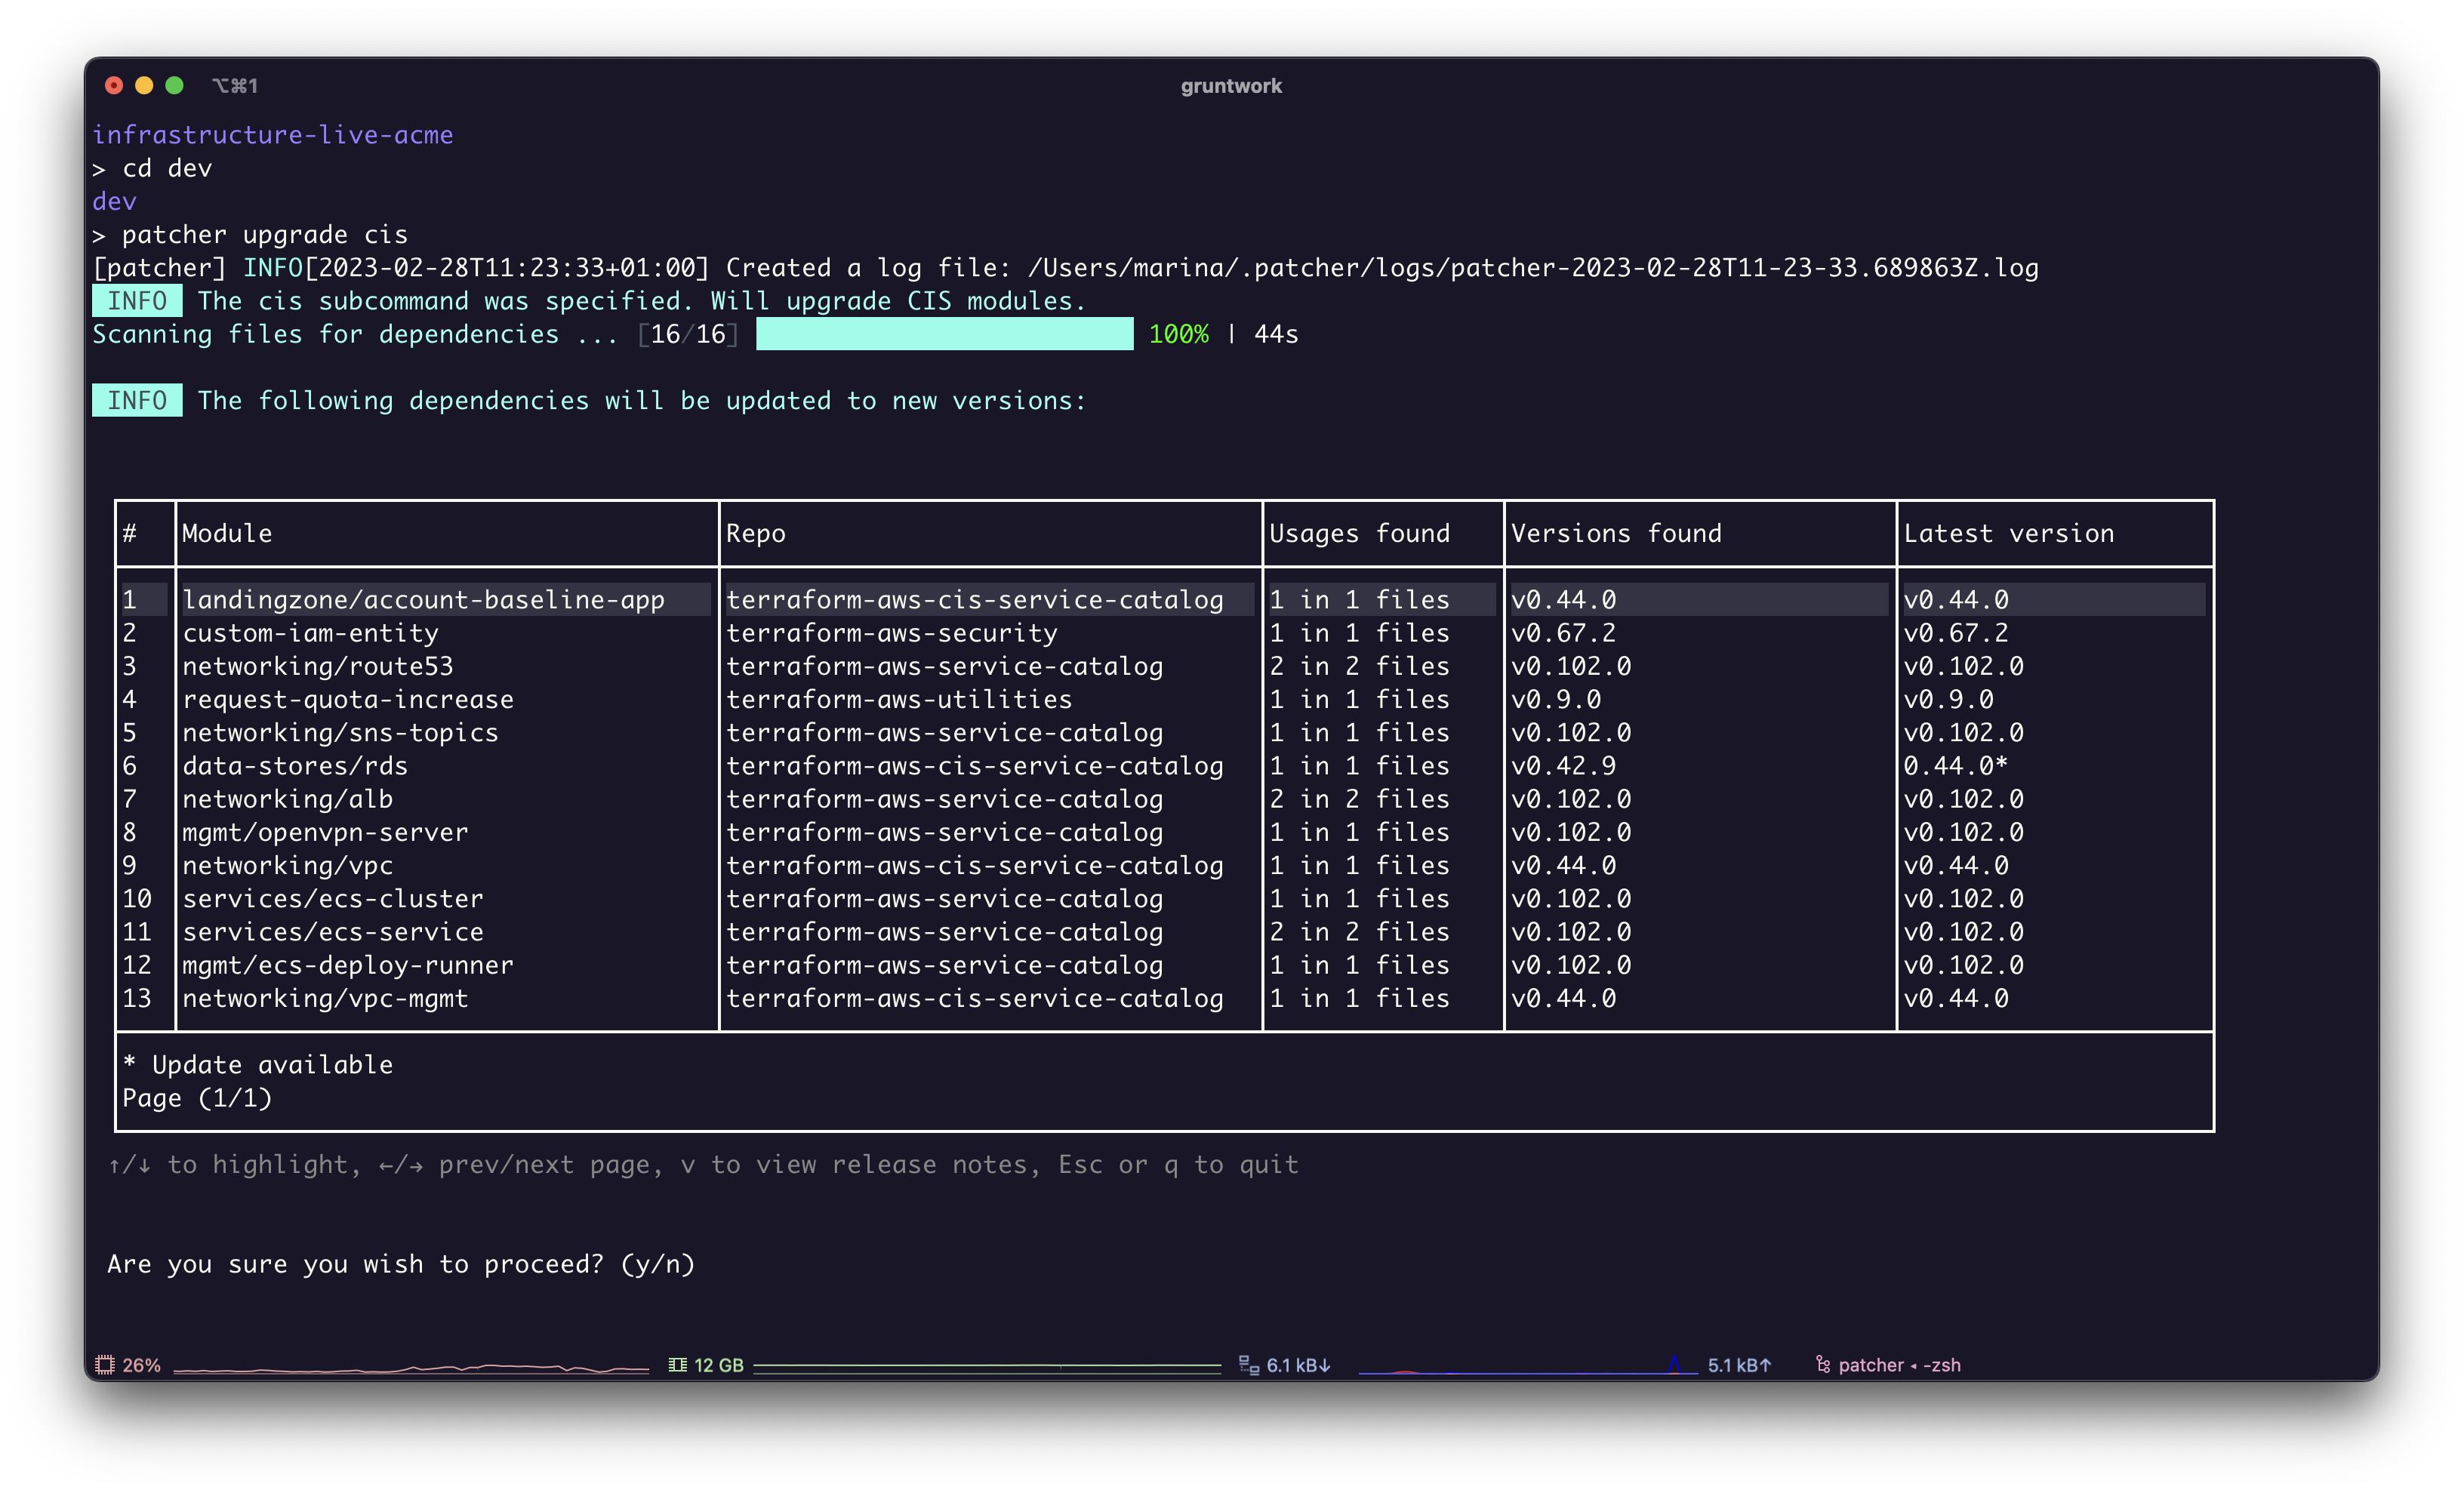 ⌥⌘1 gruntwork
infrastructure-live-acme
> cd dev
dev
> patcher upgrade cis
[patcher] INFO[2023-02-28T11:23:33+01:00] Created a log file: /Users/marina/.patcher/logs/patcher-2023-02-28T11-23-33.689863Z.log
INFO The cis subcommand was specified. Will upgrade CIS modules.
Scanning files for dependencies ... [16/16] 100% | 44s
INFO The following dependencies will be updated to new versions:
# Module Repo Usages found Versions found Latest version
1 landingzone/account-baseline-app terraform-aws-cis-service-catalog 1 in 1 files v0.44.0 v0.44.0
2 custom-iam-entity terraform-aws-security 1 in 1 files v0.67.2 v0.67.2
3 networking/route53 terraform-aws-service-catalog 2 in 2 files v0.102.0 v0.102.0
4 request-quota-increase terraform-aws-utilities 1 in 1 files v0.9.0 v0.9.0
5 networking/sns-topics terraform-aws-service-catalog 1 in 1 files v0.102.0 v0.102.0
6 data-stores/rds terraform-aws-cis-service-catalog 1 in 1 files v0.42.9 0.44.0*
7 networking/alb terraform-aws-service-catalog 2 in 2 files v0.102.0 v0.102.0
8 mgmt/openvpn-server terraform-aws-service-catalog 1 in 1 files v0.102.0 v0.102.0
9 networking/vpc terraform-aws-cis-service-catalog 1 in 1 files v0.44.0 v0.44.0
10 services/ecs-cluster terraform-aws-service-catalog 1 in 1 files v0.102.0 v0.102.0
11 services/ecs-service terraform-aws-service-catalog 2 in 2 files v0.102.0 v0.102.0
12 mgmt/ecs-deploy-runner terraform-aws-service-catalog 1 in 1 files v0.102.0 v0.102.0
13 networking/vpc-mgmt terraform-aws-cis-service-catalog 1 in 1 files v0.44.0 v0.44.0
* Update available
Page (1/1)
↑/↓ to highlight, ←/→ prev/next page, v to view release notes, Esc or q to quit
Are you sure you wish to proceed? (y/n)
26% 12 GB 6.1 kB↓ 5.1 kB↑ patcher ◂ -zsh